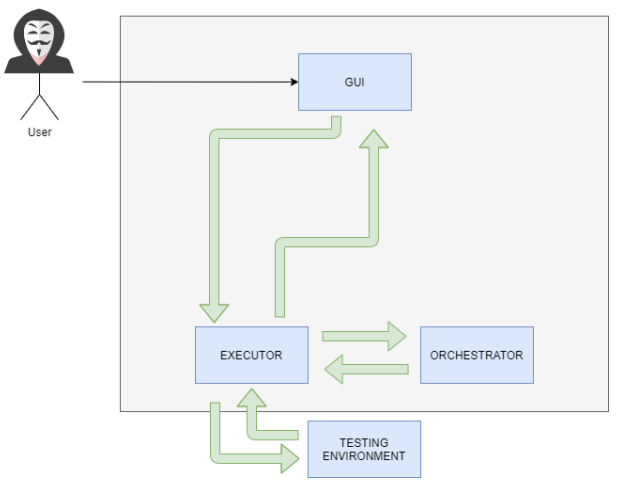 GUI
User
EXECUTOR
ORCHESTRATOR
TESTING
ENVIRONMENT